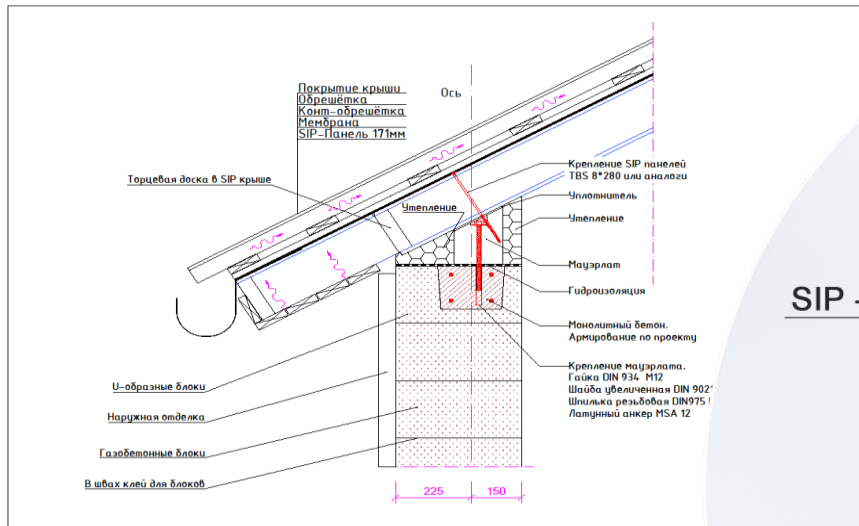 Покрытие крыши
Обрешётка
Конт-обрешётка
Мембрана
SIP-Панель 171мм
Ось
Торцевая доска в SIP крыше
Утепление
Крепление SIP панелей
TBS 8*280 или аналоги
Уплотнитель
Утепление
Мауэрлат
Гидроизоляция
Монолитный бетон.
Армирование по проекту
Крепление мауэрлата.
Гайка DIN 934 М12
Шайба увеличенная DIN 902
Шпилька резьбовая DIN975
Латунный анкер MSA 12
U-образные блоки
Наружная отделка
Газобетонные блоки
В швах клей для блоков
225
150
SIP -